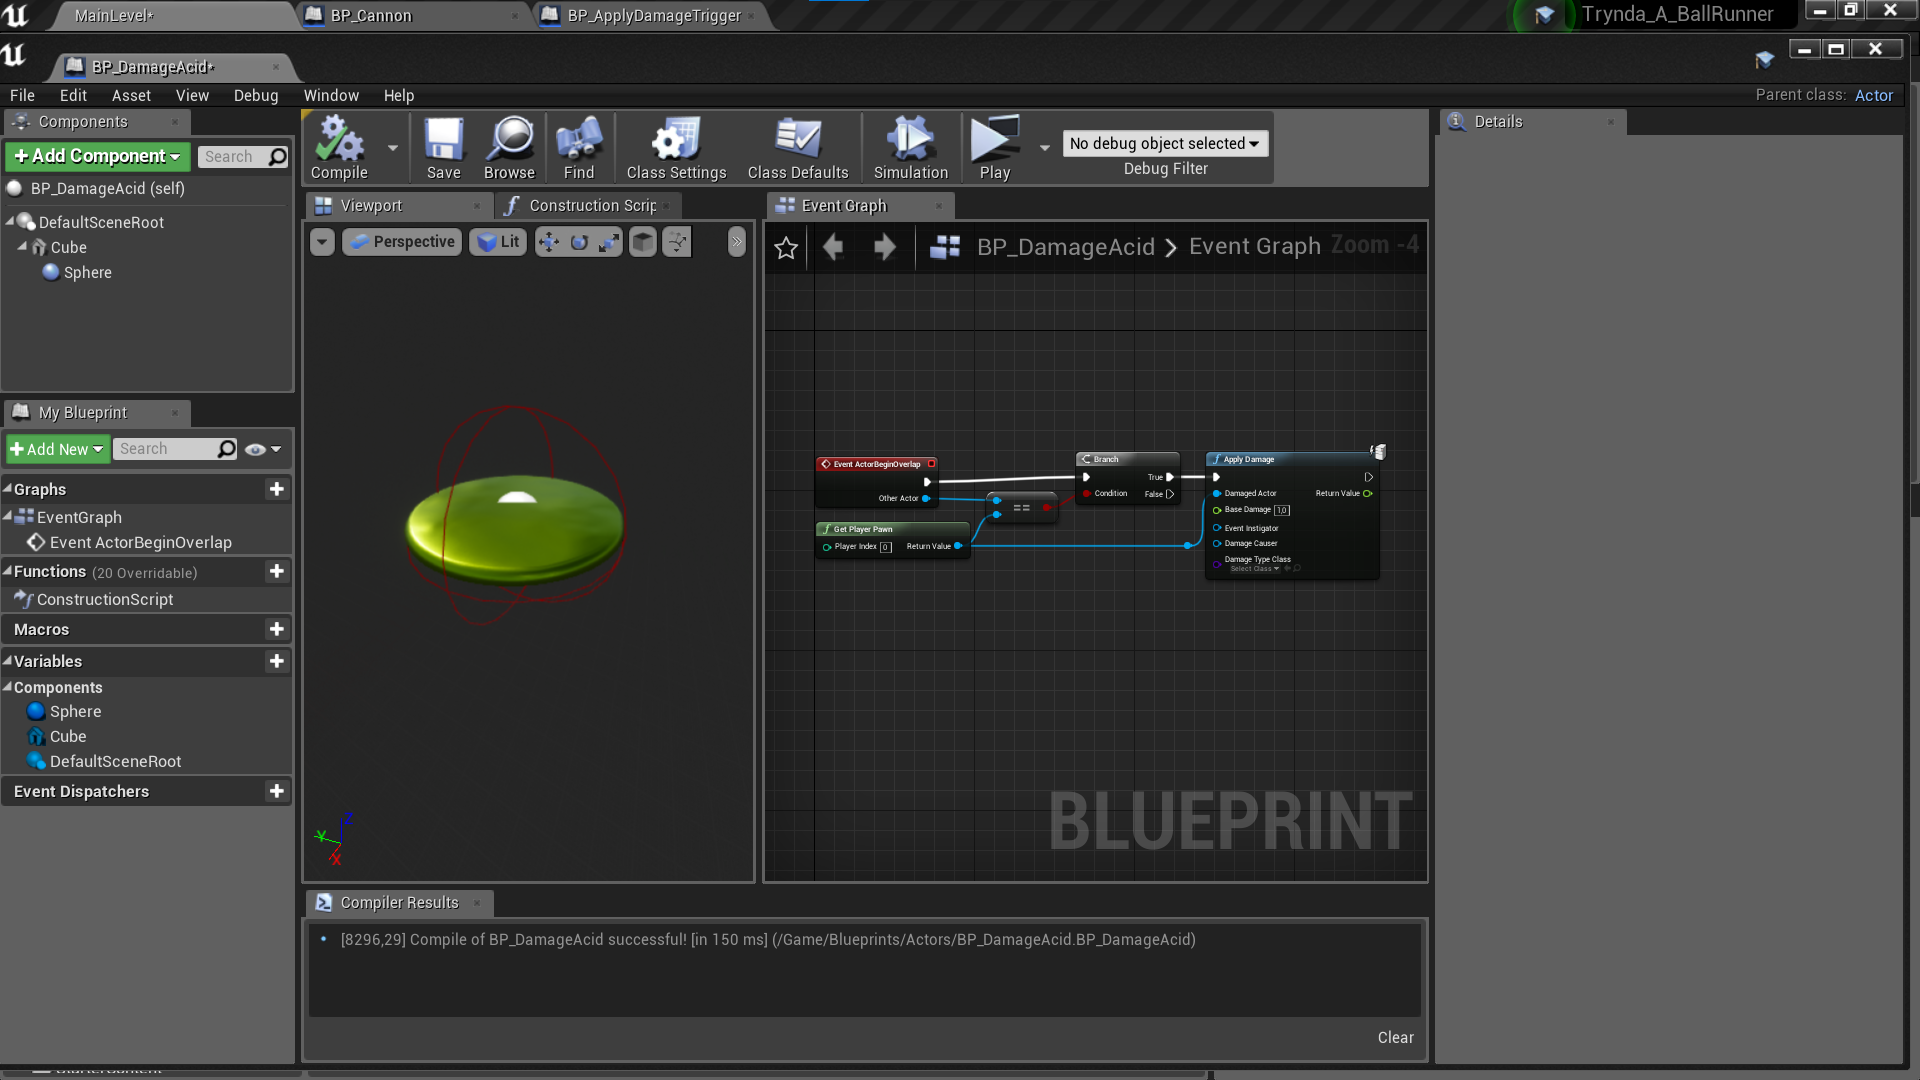 MainLevel*
BP_Cannon
BP_ApplyDamageTrigger
Trynda_A_BallRunner
BP_DamageAcid*
File Edit Asset View Debug Window Help
Parent class: Actor
Components
Add Component
Search
BP_DamageAcid (self)
DefaultSceneRoot
Cube
Sphere
Compile
Save
Browse
Find
Class Settings
Class Defaults
Simulation
Play
No debug object selected
Debug Filter
Details
Viewport
Construction Scrip
Event Graph
Perspective
Lit
BP_DamageAcid > Event Graph
Zoom -4
Event ActorBeginOverlap
Other Actor
Get Player Pawn
Player Index 0
Return Value
==
Branch
True
Condition
False
Apply Damage
Damaged Actor
Return Value
Base Damage 1,0
Event Instigator
Damage Causer
Damage Type Class
Select Class
BLUEPRINT
Z
Y
X
My Blueprint
Add New
Search
Graphs
EventGraph
Event ActorBeginOverlap
Functions (20 Overridable)
ConstructionScript
Macros
Variables
Components
Sphere
Cube
DefaultSceneRoot
Event Dispatchers
Compiler Results
[8296,29] Compile of BP_DamageAcid successful! [in 150 ms] (/Game/Blueprints/Actors/BP_DamageAcid.BP_DamageAcid)
Clear